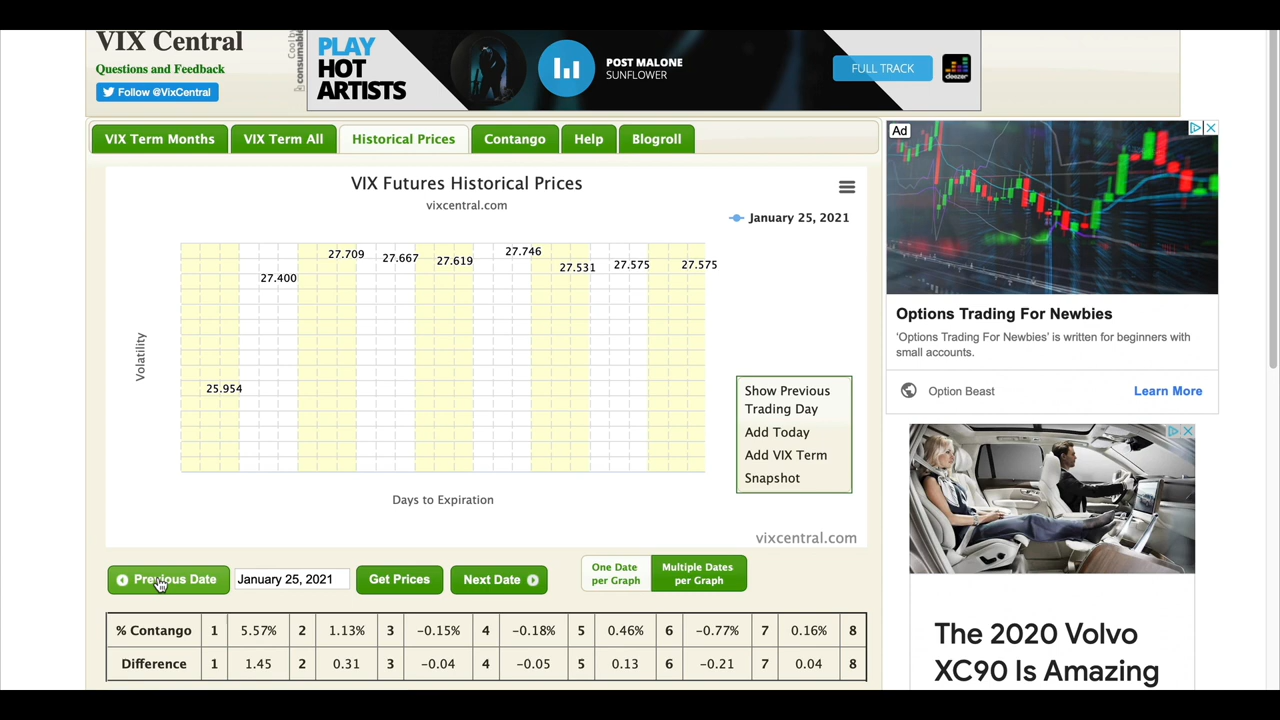 VIX Central
Questions and Feedback
Follow @VixCentral
consumable
PLAY
HOT
ARTISTS
POST MALONE
SUNFLOWER
FULL TRACK
deezer
VIX Term Months
VIX Term All
Historical Prices
Contango
Help
Blogroll
VIX Futures Historical Prices
vixcentral.com
January 25, 2021
25.954
27.400
27.709
27.667
27.619
27.746
27.531
27.575
27.575
Volatility
Days to Expiration
Show Previous
Trading Day
Add Today
Add VIX Term
Snapshot
vixcentral.com
Previous Date
January 25, 2021
Get Prices
Next Date
One Date
per Graph
Multiple Dates
per Graph
% Contango 1 5.57% 2 1.13% 3 -0.15% 4 -0.18% 5 0.46% 6 -0.77% 7 0.16% 8
Difference 1 1.45 2 0.31 3 -0.04 4 -0.05 5 0.13 6 -0.21 7 0.04 8
Ad
Options Trading For Newbies
'Options Trading For Newbies' is written for beginners with
small accounts.
Option Beast
Learn More
The 2020 Volvo
XC90 Is Amazing